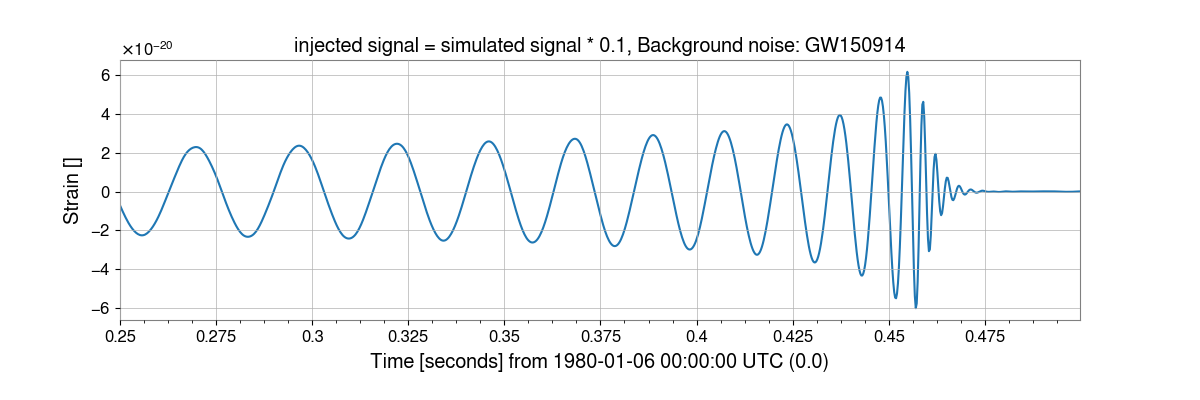 ×10⁻²⁰
injected signal = simulated signal * 0.1, Background noise: GW150914
6
4
2
0
−2
−4
−6
Strain []
0.25 0.275 0.3 0.325 0.35 0.375 0.4 0.425 0.45 0.475
Time [seconds] from 1980-01-06 00:00:00 UTC (0.0)